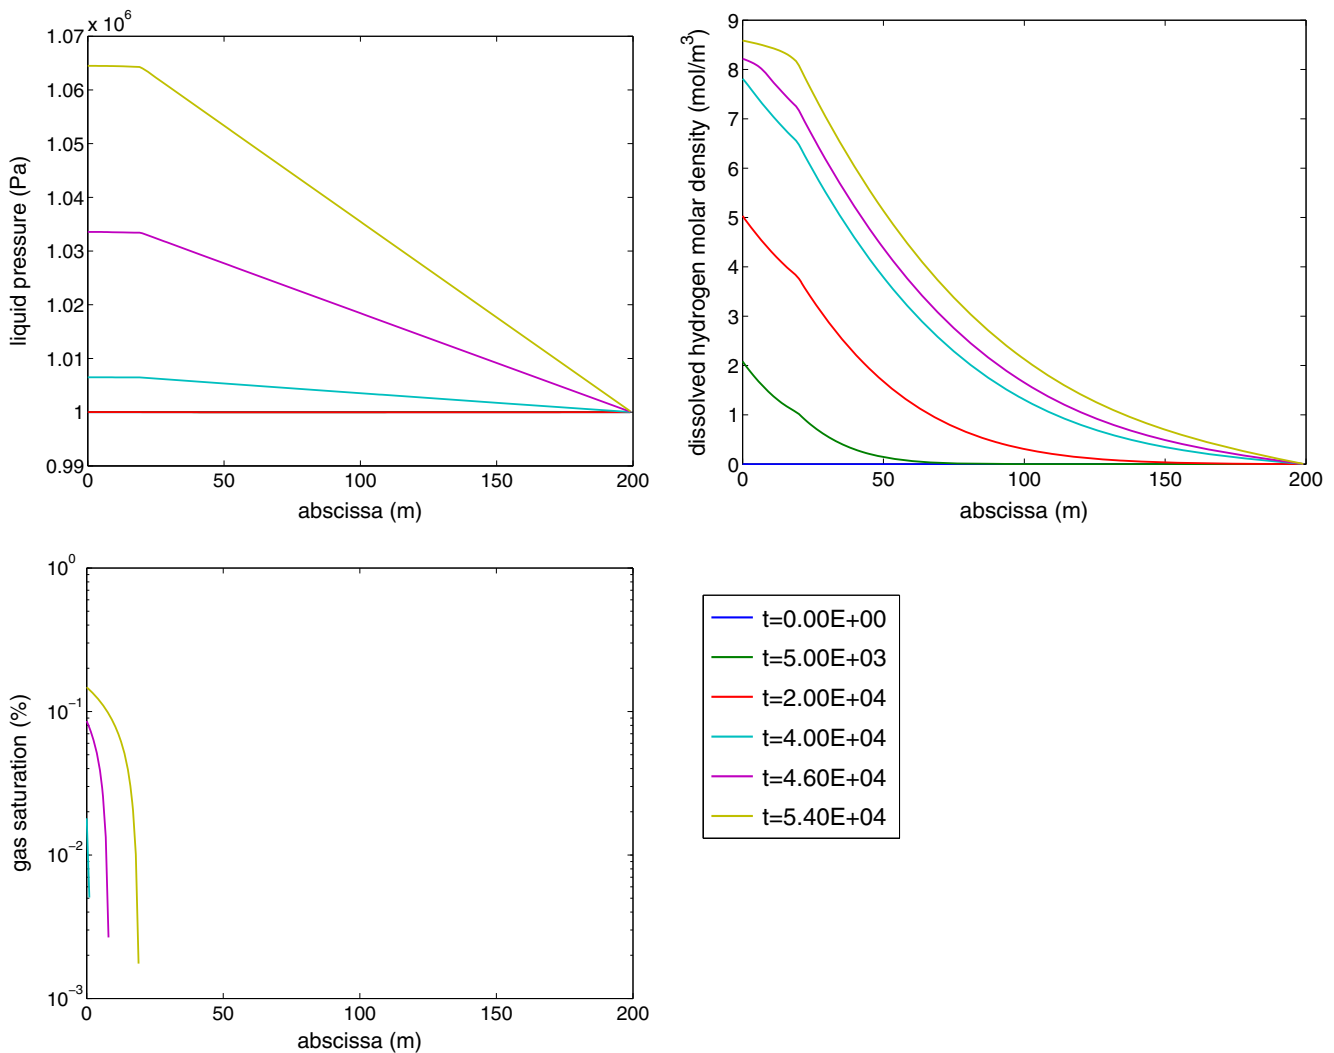 x 10^6
1.07
1.06
1.05
1.04
1.03
1.02
1.01
1
0.99
0 50 100 150 200
liquid pressure (Pa)
abscissa (m)
9
8
7
6
5
4
3
2
1
0
0 50 100 150 200
dissolved hydrogen molar density (mol/m^3)
abscissa (m)
10^0
10^−1
10^−2
10^−3
0 50 100 150 200
gas saturation (%)
abscissa (m)
t=0.00E+00
t=5.00E+03
t=2.00E+04
t=4.00E+04
t=4.60E+04
t=5.40E+04